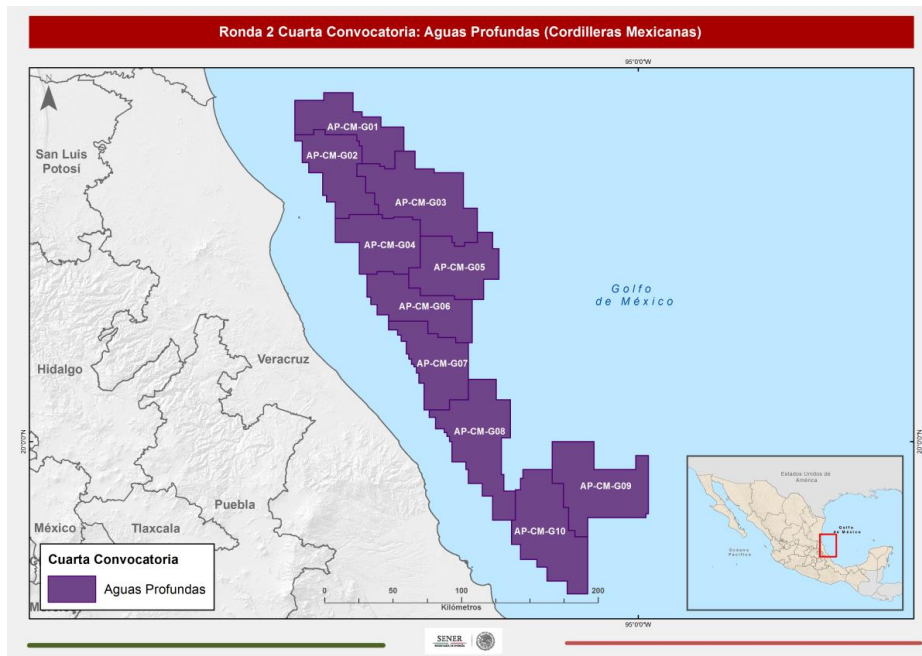 Ronda 2 Cuarta Convocatoria: Aguas Profundas (Cordilleras Mexicanas)
95°0'0"W
N
AP-CM-G01
San Luis
Potosí
AP-CM-G02
AP-CM-G03
AP-CM-G04
AP-CM-G05
Golfo
de México
AP-CM-G06
Veracruz
Hidalgo
AP-CM-G07
AP-CM-G08
20°0'0"N
20°0'0"N
Estados Unidos de
América
AP-CM-G09
Puebla
México
Tlaxcala
AP-CM-G10
Golfo
de México
Océano
Pacífico
Cuarta Convocatoria
Aguas Profundas
0 50 100 200
Kilómetros
95°0'0"W
SENER